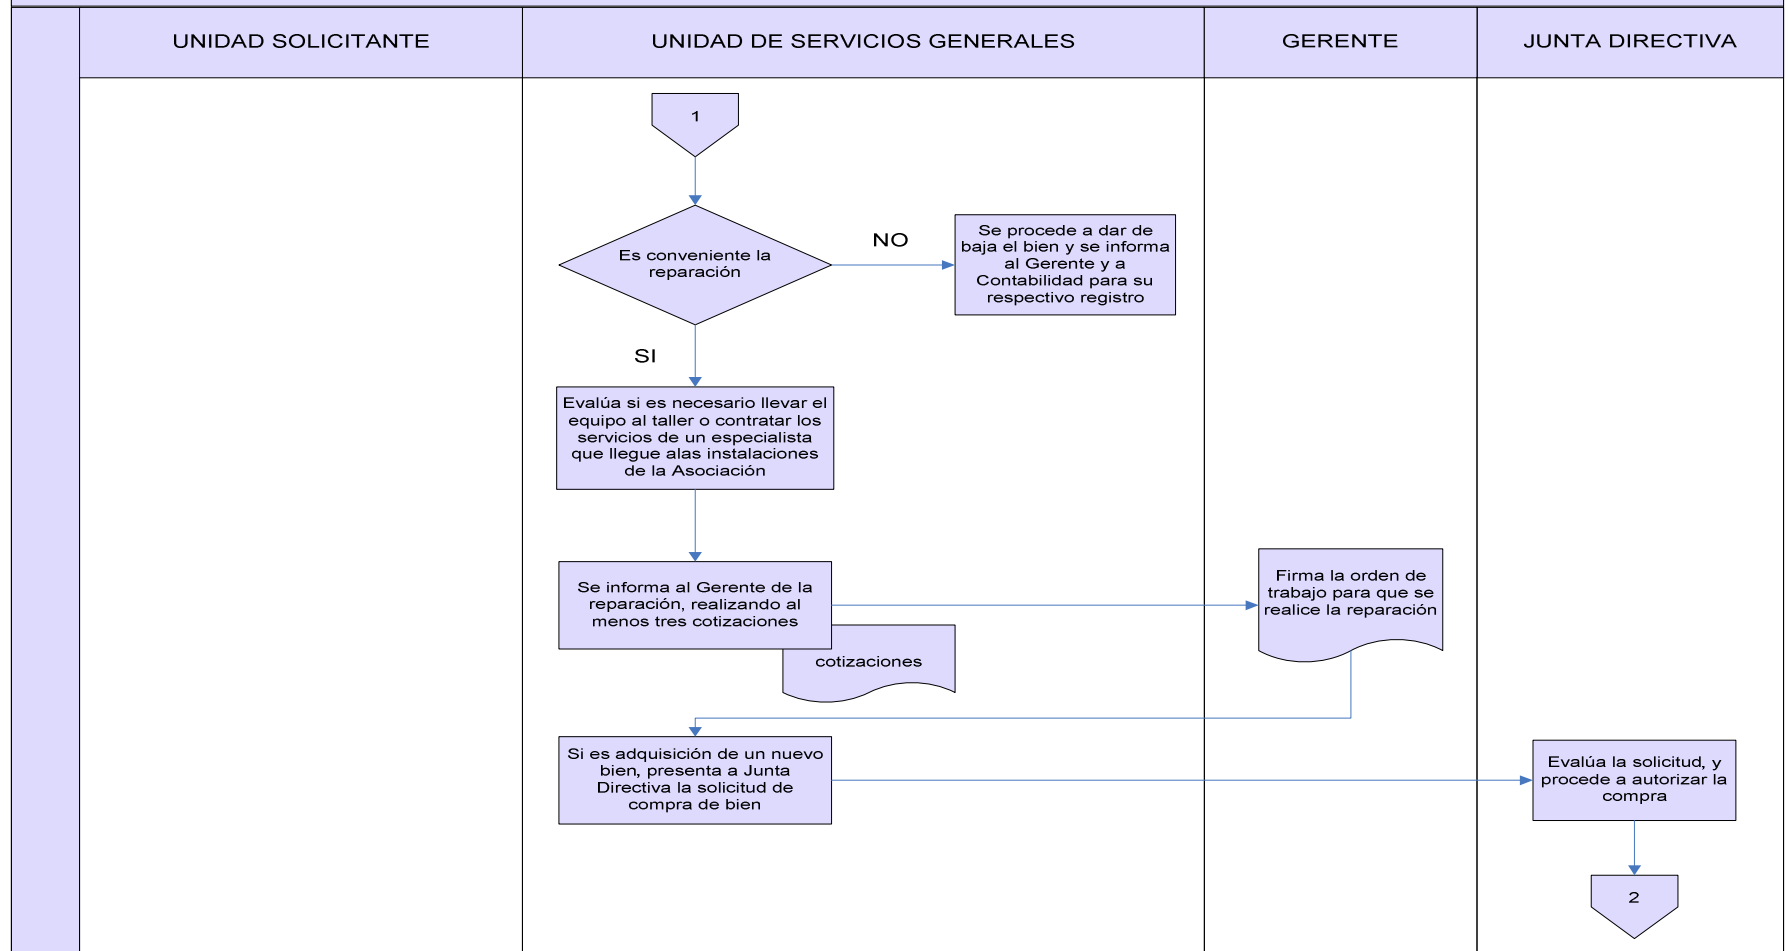 UNIDAD SOLICITANTE
UNIDAD DE SERVICIOS GENERALES
GERENTE
JUNTA DIRECTIVA
1
Es conveniente la
reparación
NO
Se procede a dar de
baja el bien y se informa
al Gerente y a
Contabilidad para su
respectivo registro
SI
Evalúa si es necesario llevar el
equipo al taller o contratar los
servicios de un especialista
que llegue alas instalaciones
de la Asociación
Se informa al Gerente de la
reparación, realizando al
menos tres cotizaciones
cotizaciones
Firma la orden de
trabajo para que se
realice la reparación
Si es adquisición de un nuevo
bien, presenta a Junta
Directiva la solicitud de
compra de bien
Evalúa la solicitud, y
procede a autorizar la
compra
2